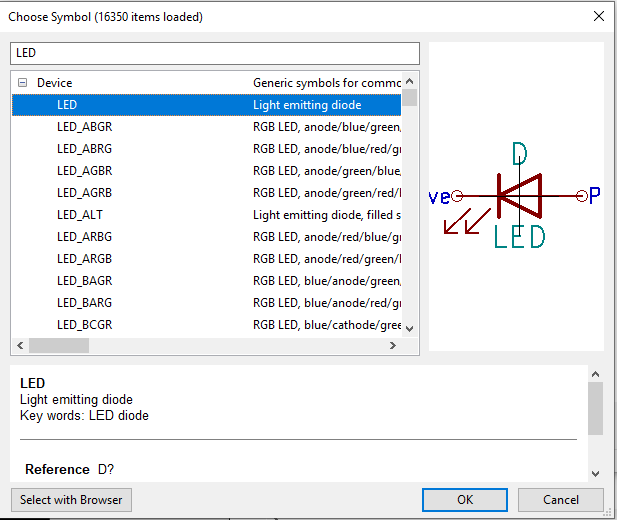 Choose Symbol (16350 items loaded)
LED
Device Generic symbols for commo
LED Light emitting diode
LED_ABGR RGB LED, anode/blue/green,
LED_ABRG RGB LED, anode/blue/red/g
LED_AGBR RGB LED, anode/green/blue,
LED_AGRB RGB LED, anode/green/red/
LED_ALT Light emitting diode, filled s
LED_ARBG RGB LED, anode/red/blue/g
LED_ARGB RGB LED, anode/red/green/
LED_BAGR RGB LED, blue/anode/green,
LED_BARG RGB LED, blue/anode/red/g
LED_BCGR RGB LED, blue/cathode/gree
D
ve P
LED
LED
Light emitting diode
Key words: LED diode
Reference D?
Select with Browser OK Cancel